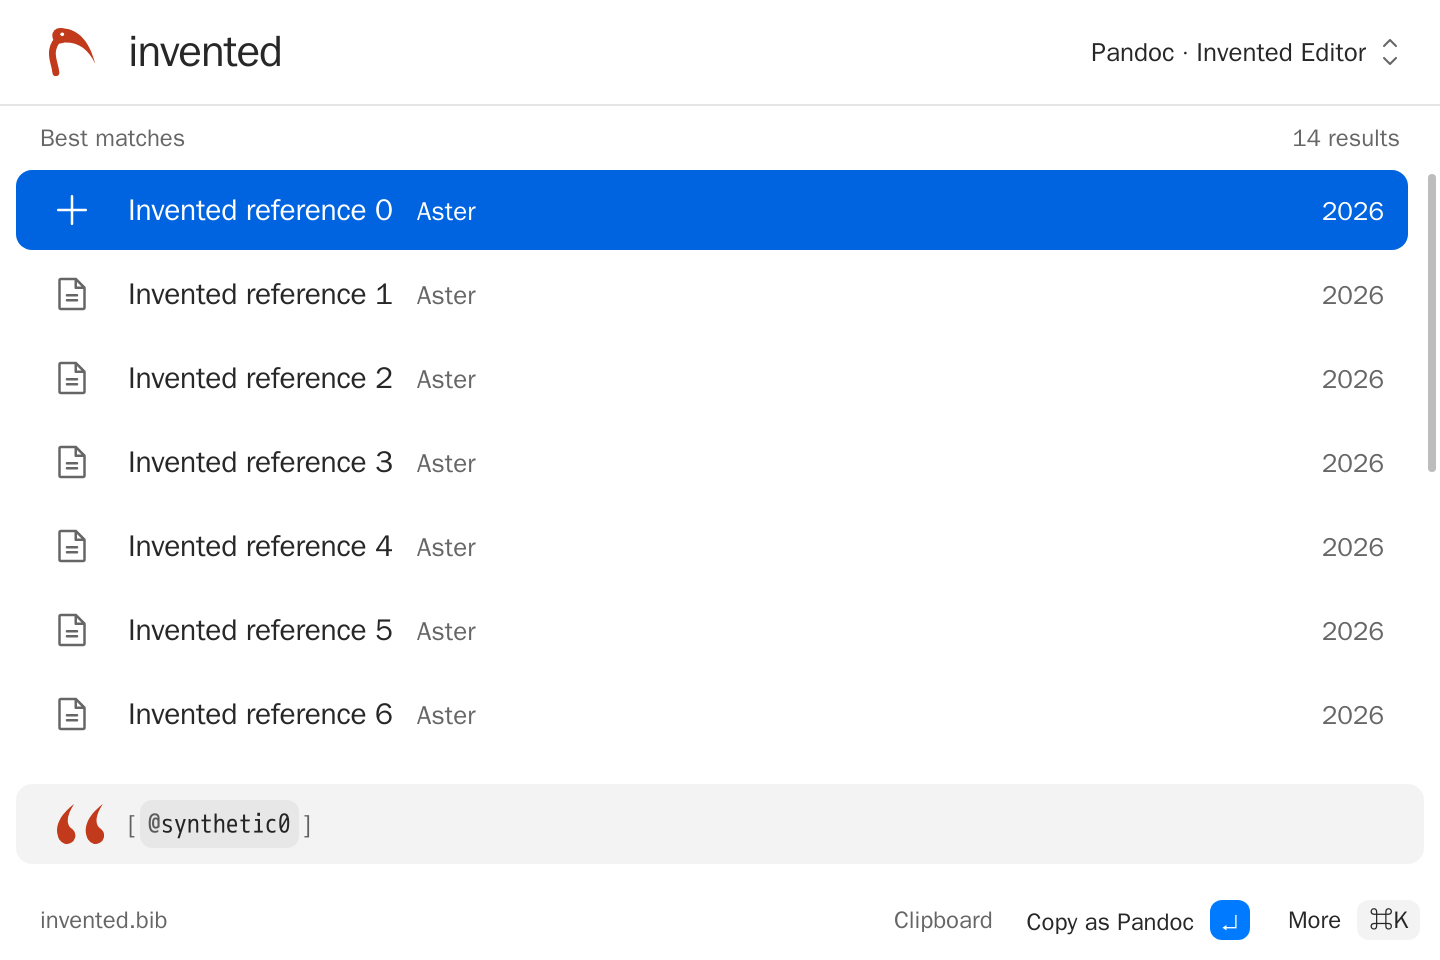 invented
Pandoc · Invented Editor
Best matches
14 results
Invented reference 0 Aster 2026
Invented reference 1 Aster 2026
Invented reference 2 Aster 2026
Invented reference 3 Aster 2026
Invented reference 4 Aster 2026
Invented reference 5 Aster 2026
Invented reference 6 Aster 2026
[@synthetic0]
invented.bib
Clipboard
Copy as Pandoc
More ⌘K